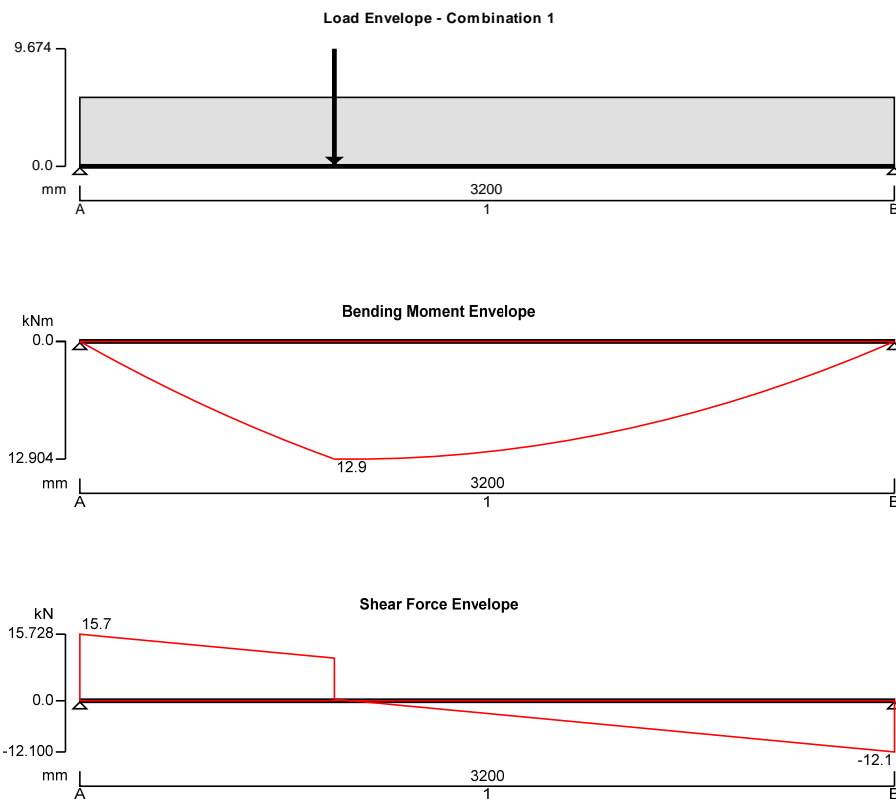 Load Envelope - Combination 1
9.674
0.0
mm
3200
A
1
B
Bending Moment Envelope
kNm
0.0
12.904
12.9
mm
3200
A
1
B
Shear Force Envelope
kN
15.728
15.7
0.0
-12.100
-12.1
mm
3200
A
1
B